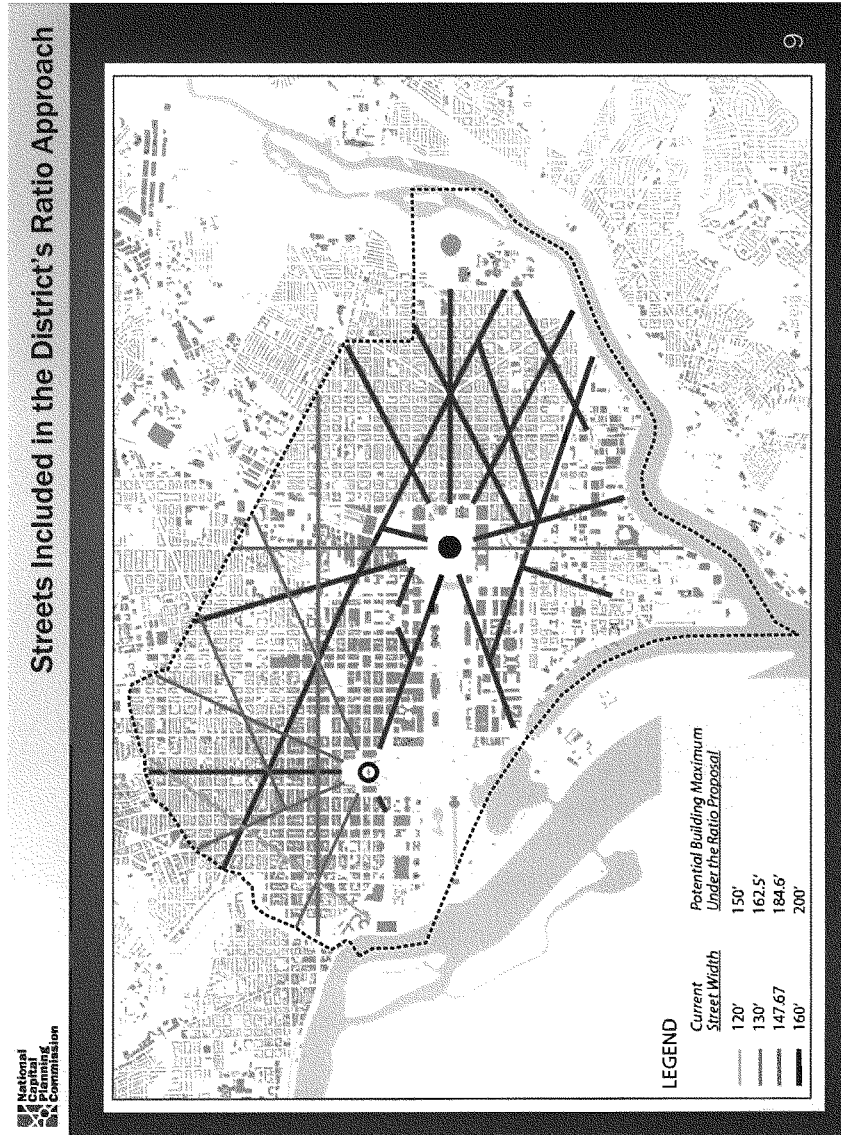 National
Capital
Planning
Commission
Streets Included in the District's Ratio Approach
LEGEND
Current
Street Width
Potential Building Maximum
Under the Ratio Proposal
120' 150'
130' 162.5'
147.67 184.6'
160' 200'
9